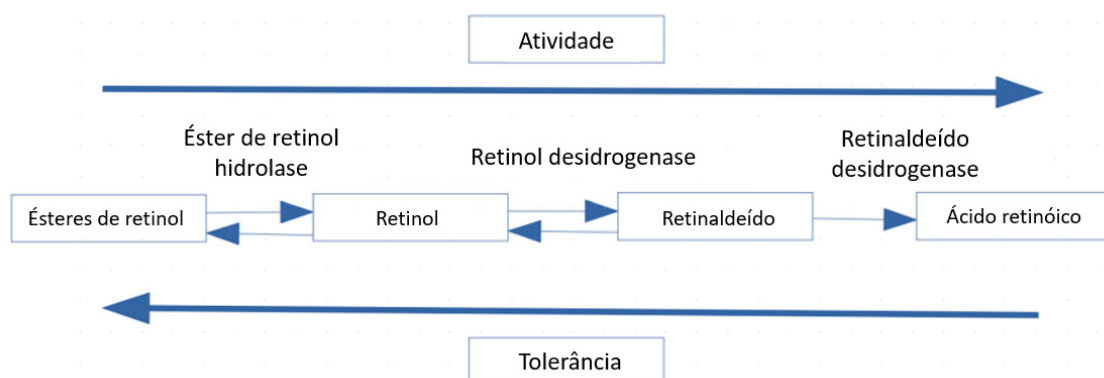 Atividade
Éster de retinol
hidrolase
Retinol desidrogenase
Retinaldeído
desidrogenase
Ésteres de retinol
Retinol
Retinaldeído
Ácido retinóico
Tolerância